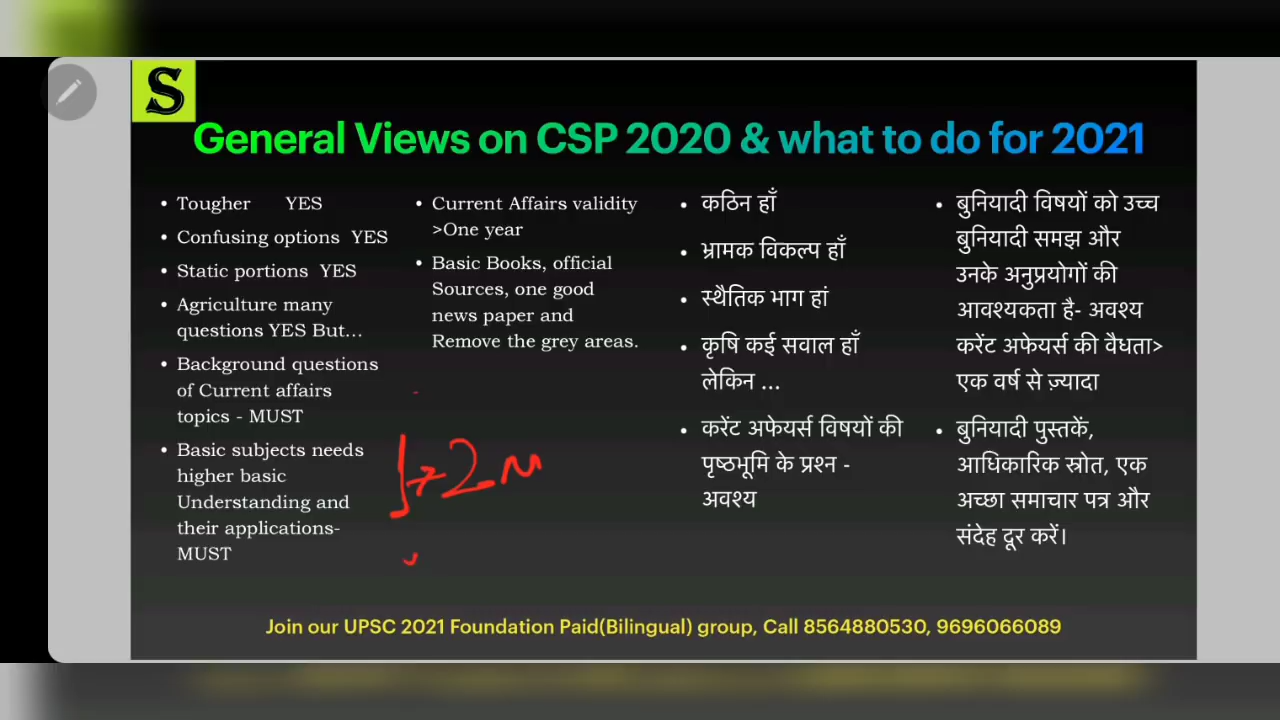 S
General Views on CSP 2020 & what to do for 2021
• Tougher YES
• Confusing options YES
• Static portions YES
• Agriculture many
questions YES But...
• Background questions
of Current affairs
topics - MUST
• Basic subjects needs
higher basic
Understanding and
their applications-
MUST
• Current Affairs validity
>One year
• Basic Books, official
Sources, one good
news paper and
Remove the grey areas.
• कठिन हाँ
• भ्रामक विकल्प हाँ
• स्थैतिक भाग हां
• कृषि कई सवाल हाँ
लेकिन ...
• करेंट अफेयर्स विषयों की
पृष्ठभूमि के प्रश्न -
अवश्य
• बुनियादी विषयों को उच्च
बुनियादी समझ और
उनके अनुप्रयोगों की
आवश्यकता है- अवश्य
करेंट अफेयर्स की वैधता>
एक वर्ष से ज़्यादा
• बुनियादी पुस्तकें,
आधिकारिक स्रोत, एक
अच्छा समाचार पत्र और
संदेह दूर करें।
Join our UPSC 2021 Foundation Paid(Bilingual) group, Call 8564880530, 9696066089